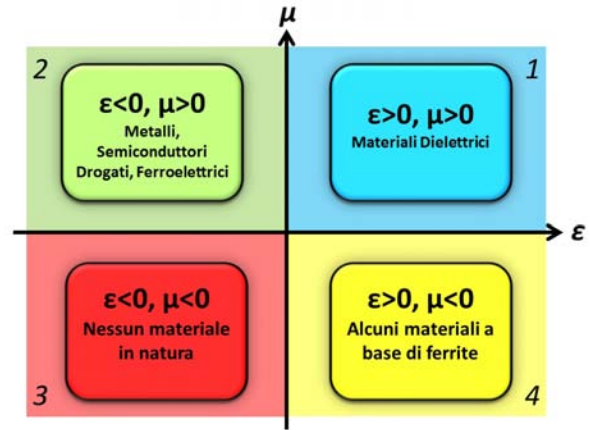 μ
2
ε<0, μ>0
Metalli,
Semiconduttori
Drogati, Ferroelettrici
1
ε>0, μ>0
Materiali Dielettrici
ε
ε<0, μ<0
Nessun materiale
in natura
3
ε>0, μ<0
Alcuni materiali a
base di ferrite
4